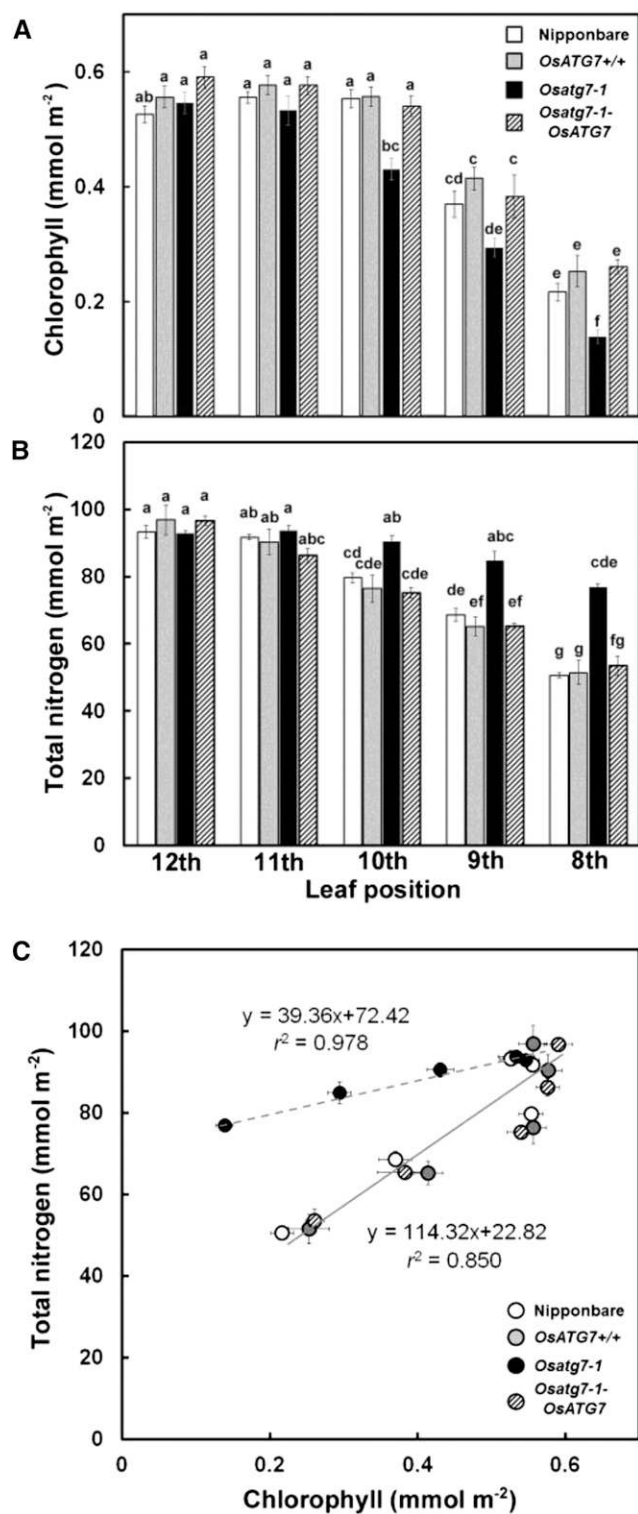 A
Nipponbare
OsATG7+/+
Osatg7-1
Osatg7-1-
OsATG7
Chlorophyll (mmol m-2)
0.6
0.4
0.2
0
ab a a a
a a a a
a a bc a
cd c de c
e e f e
B
Total nitrogen (mmol m-2)
120
100
80
60
40
20
0
a a a a
ab ab a abc
cd cde ab cde
de ef abc ef
g g cde fg
12th 11th 10th 9th 8th
Leaf position
C
Total nitrogen (mmol m-2)
120
100
80
60
40
20
0
y = 39.36x+72.42
r2 = 0.978
y = 114.32x+22.82
r2 = 0.850
Nipponbare
OsATG7+/+
Osatg7-1
Osatg7-1-
OsATG7
0 0.2 0.4 0.6
Chlorophyll (mmol m-2)